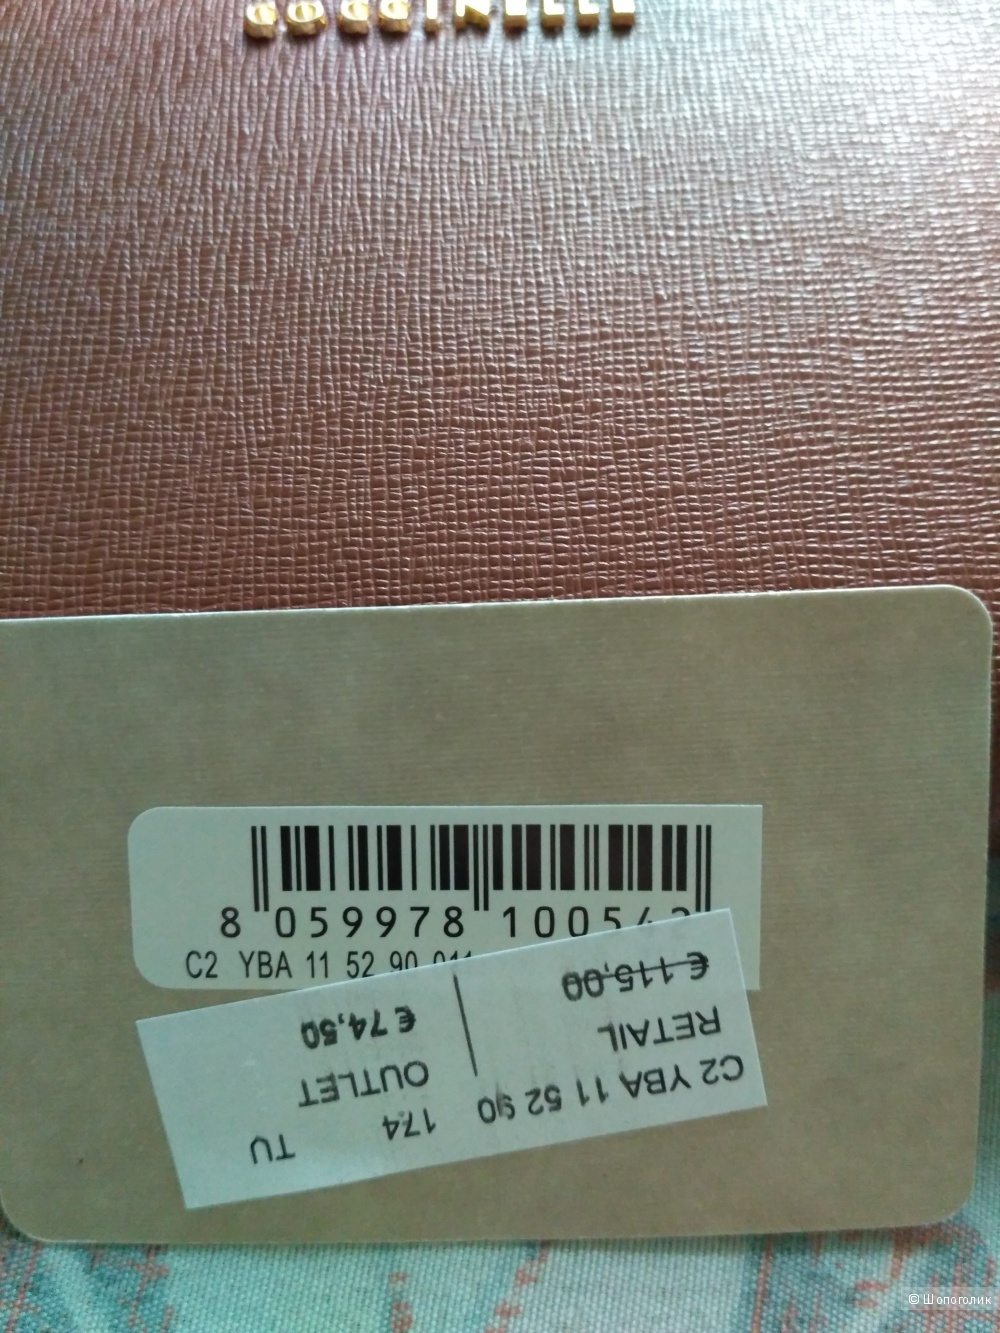 COCCINELLE
8 059978 1005
C2 YBA 11 52 90
C2 YBA 11 52 90 174 TU
RETAIL OUTLET
€ 115,00 € 74,50
© Шопоголик